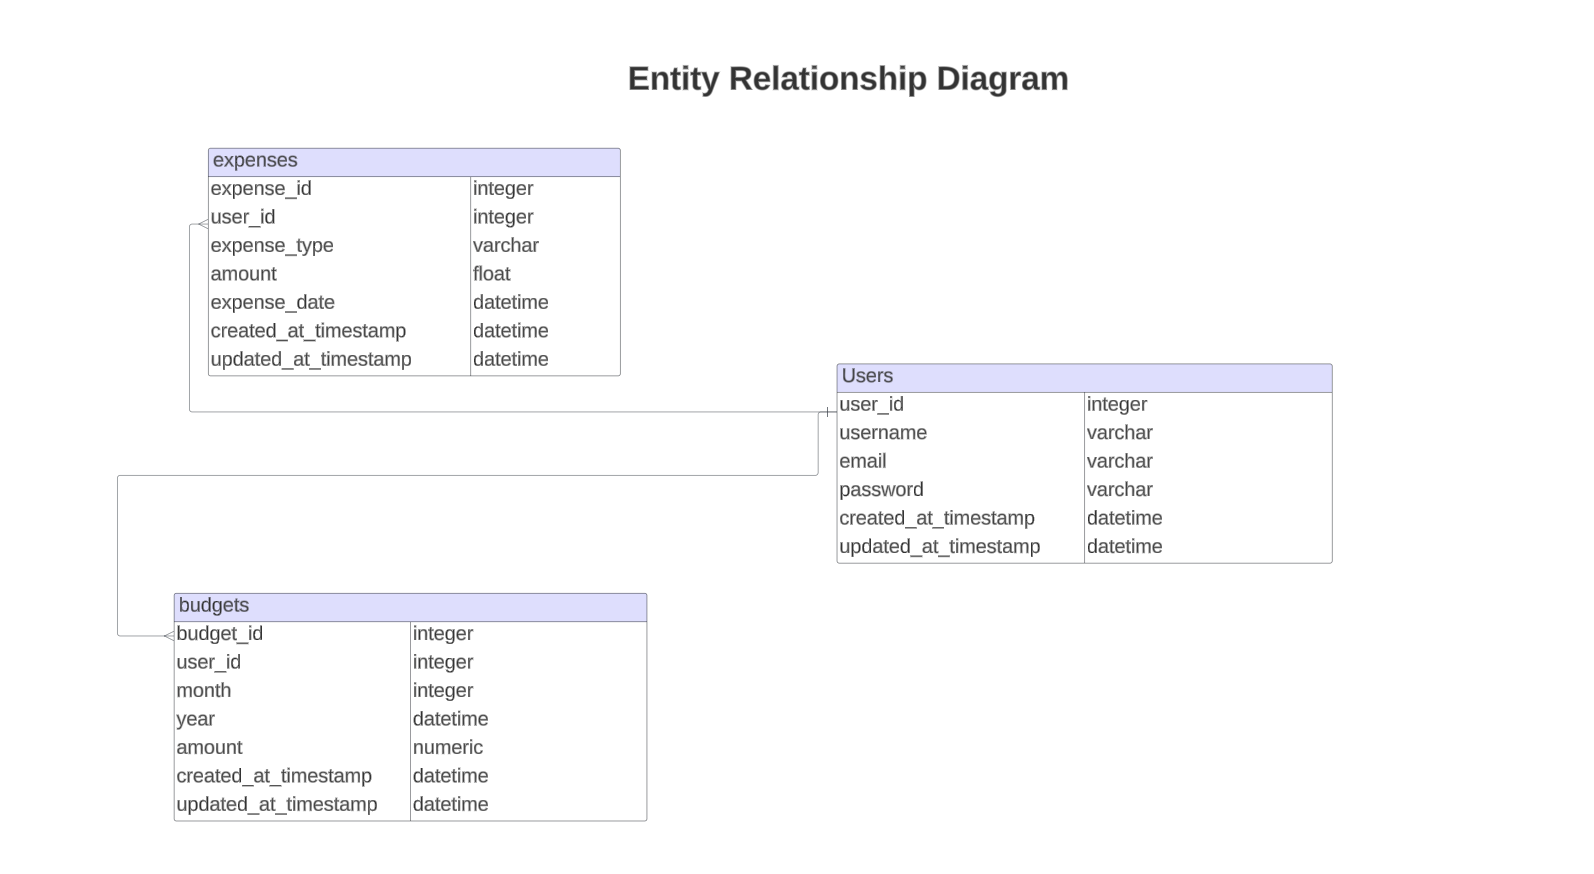 Entity Relationship Diagram
expenses
expense_id integer
user_id integer
expense_type varchar
amount float
expense_date datetime
created_at_timestamp datetime
updated_at_timestamp datetime
Users
user_id integer
username varchar
email varchar
password varchar
created_at_timestamp datetime
updated_at_timestamp datetime
budgets
budget_id integer
user_id integer
month integer
year datetime
amount numeric
created_at_timestamp datetime
updated_at_timestamp datetime